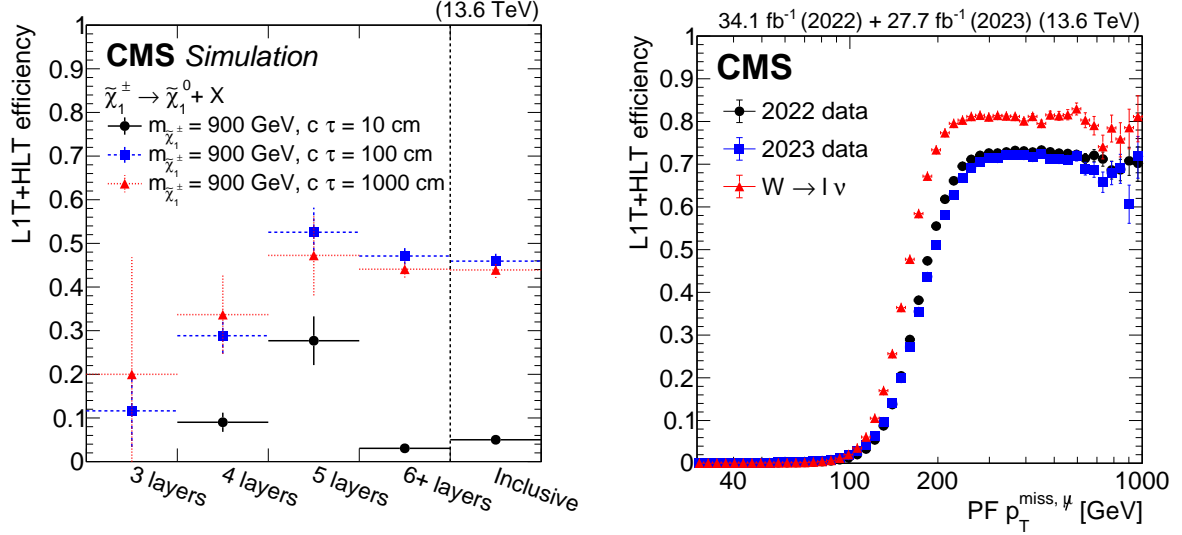 (13.6 TeV)
CMS Simulation
χ̃₁± → χ̃₁⁰ + X
m_χ̃₁± = 900 GeV, c τ = 10 cm
m_χ̃₁± = 900 GeV, c τ = 100 cm
m_χ̃₁± = 900 GeV, c τ = 1000 cm
L1T+HLT efficiency
1
0.9
0.8
0.7
0.6
0.5
0.4
0.3
0.2
0.1
0
3 layers
4 layers
5 layers
6+ layers
Inclusive
34.1 fb⁻¹ (2022) + 27.7 fb⁻¹ (2023) (13.6 TeV)
CMS
2022 data
2023 data
W → l ν
L1T+HLT efficiency
1
0.9
0.8
0.7
0.6
0.5
0.4
0.3
0.2
0.1
0
40 100 200 1000
PF p_T^miss, μ̸ [GeV]